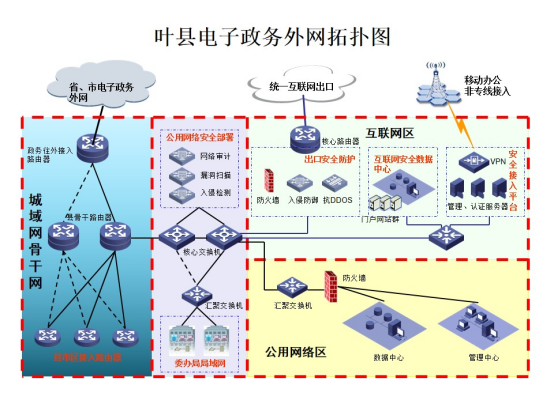 叶县电子政务外网拓扑图
省、市电子政务
外网
统一互联网出口
移动办公
非专线接入
政务往外接入
路由器
公用网络安全部署
网络审计
漏洞扫描
入侵检测
核心路由器
互联网区
出口安全防护
防火墙
入侵防御
抗DDOS
互联网安全数据
中心
门户网站群
VPN
安全接入平台
管理、认证服务器
城域网骨干网
县骨干路由器
核心交换机
汇聚交换机
委办局局域网
汇聚交换机
防火墙
数据中心
管理中心
公用网络区